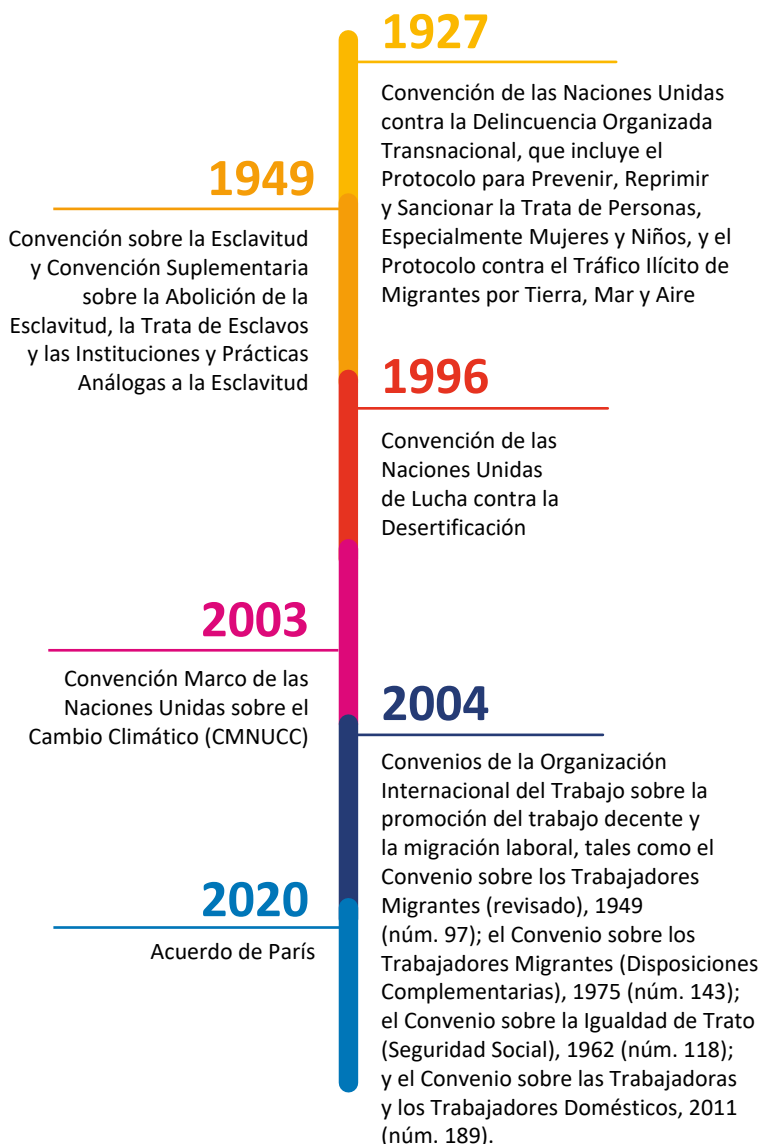 1927
Convención de las Naciones Unidas
contra la Delincuencia Organizada
Transnacional, que incluye el
Protocolo para Prevenir, Reprimir
y Sancionar la Trata de Personas,
Especialmente Mujeres y Niños, y el
Protocolo contra el Tráfico Ilícito de
Migrantes por Tierra, Mar y Aire
1949
Convención sobre la Esclavitud
y Convención Suplementaria
sobre la Abolición de la
Esclavitud, la Trata de Esclavos
y las Instituciones y Prácticas
Análogas a la Esclavitud
1996
Convención de las
Naciones Unidas
de Lucha contra la
Desertificación
2003
Convención Marco de las
Naciones Unidas sobre el
Cambio Climático (CMNUCC)
2004
Convenios de la Organización
Internacional del Trabajo sobre la
promoción del trabajo decente y
la migración laboral, tales como el
Convenio sobre los Trabajadores
Migrantes (revisado), 1949
(núm. 97); el Convenio sobre los
Trabajadores Migrantes (Disposiciones
Complementarias), 1975 (núm. 143);
el Convenio sobre la Igualdad de Trato
(Seguridad Social), 1962 (núm. 118);
y el Convenio sobre las Trabajadoras
y los Trabajadores Domésticos, 2011
(núm. 189).
2020
Acuerdo de París